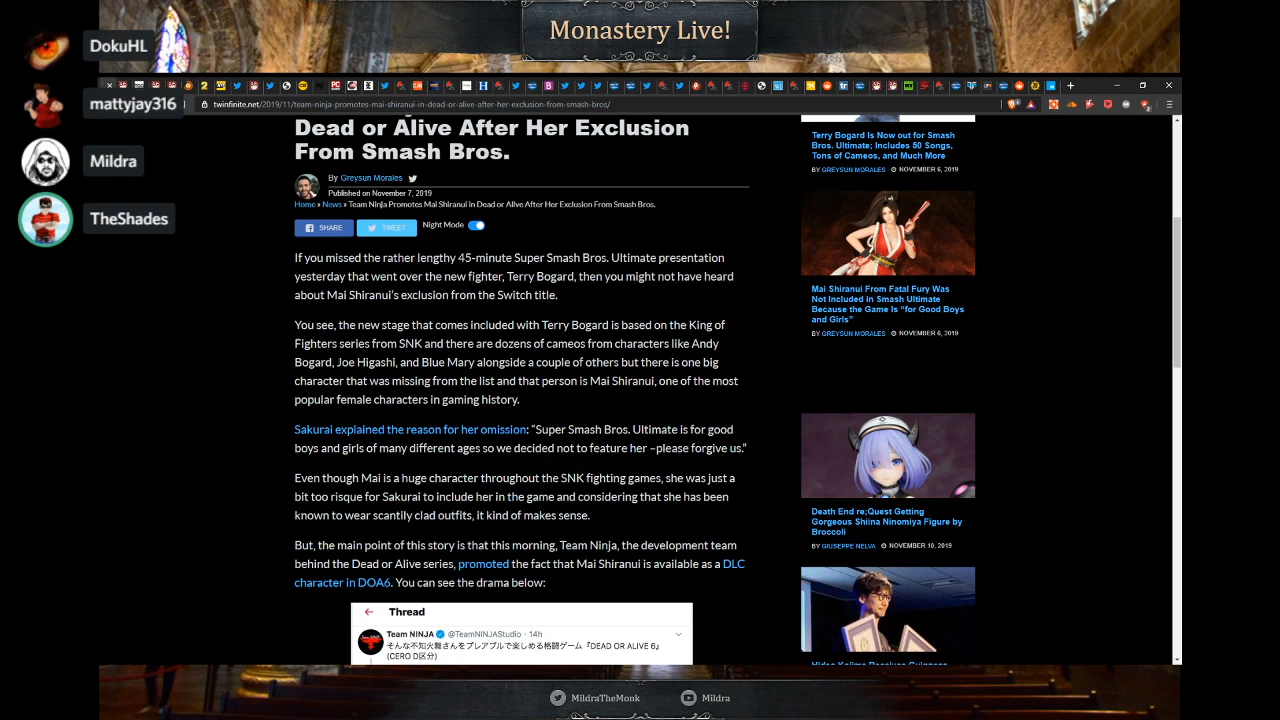 Monastery Live!
DokuHL
mattyjay316
Mildra
TheShades
twinfinite.net/2019/11/team-ninja-promotes-mai-shiranui-in-dead-or-alive-after-her-exclusion-from-smash-bros/
Dead or Alive After Her Exclusion
From Smash Bros.
By Greysun Morales
Published on November 7, 2019
Home » News » Team Ninja Promotes Mai Shiranui in Dead or Alive After Her Exclusion From Smash Bros.
SHARE
TWEET
Night Mode
If you missed the rather lengthy 45-minute Super Smash Bros. Ultimate presentation
yesterday that went over the new fighter, Terry Bogard, then you might not have heard
about Mai Shiranui's exclusion from the Switch title.
You see, the new stage that comes included with Terry Bogard is based on the King of
Fighters series from SNK and there are dozens of cameos from characters like Andy
Bogard, Joe Higashi, and Blue Mary alongside a couple of others but there is one big
character that was missing from the list and that person is Mai Shiranui, one of the most
popular female characters in gaming history.
Sakurai explained the reason for her omission: "Super Smash Bros. Ultimate is for good
boys and girls of many different ages so we decided not to feature her –please forgive us."
Even though Mai is a huge character throughout the SNK fighting games, she was just a
bit too risque for Sakurai to include her in the game and considering that she has been
known to wear scantily clad outfits, it kind of makes sense.
But, the main point of this story is that this morning, Team Ninja, the development team
behind the Dead or Alive series, promoted the fact that Mai Shiranui is available as a DLC
character in DOA6. You can see the drama below:
Thread
Team NINJA @TeamNINJAStudio · 14h
そんな不知火舞さんをプレアブルで楽しめる格闘ゲーム『DEAD OR ALIVE 6』
(CERO D区分)
Terry Bogard Is Now out for Smash
Bros. Ultimate; Includes 50 Songs,
Tons of Cameos, and Much More
BY GREYSUN MORALES NOVEMBER 6, 2019
Mai Shiranui From Fatal Fury Was
Not Included in Smash Ultimate
Because the Game Is "for Good Boys
and Girls"
BY GREYSUN MORALES NOVEMBER 6, 2019
Death End re;Quest Getting
Gorgeous Shiina Ninomiya Figure by
Broccoli
BY GIUSEPPE NELVA NOVEMBER 10, 2019
Hideo Kojima Receives Guinness
MildraTheMonk
Mildra